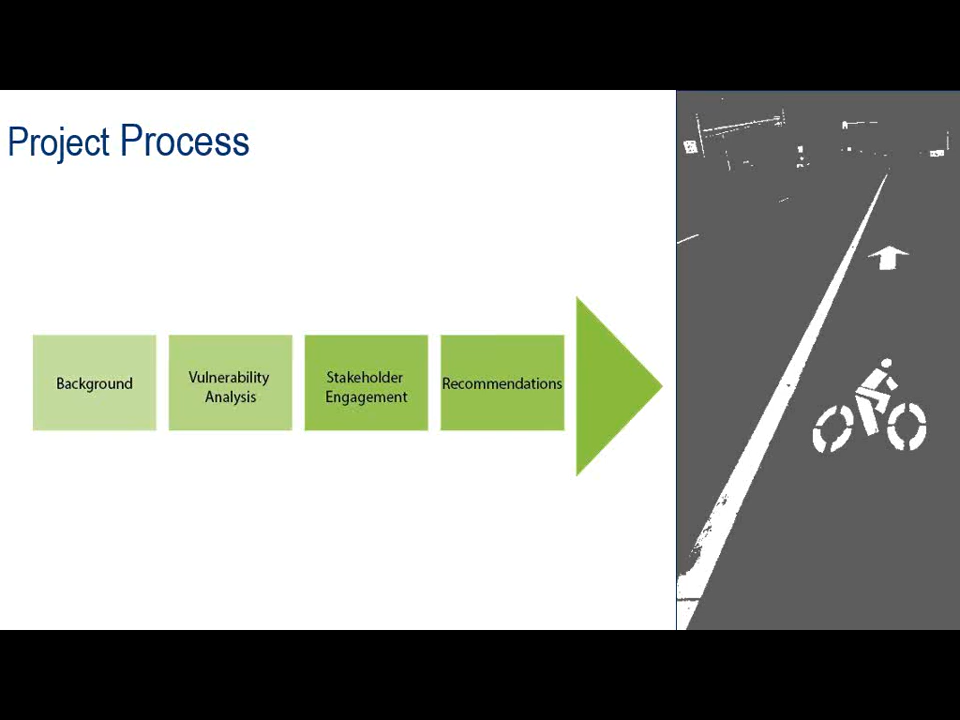 Project Process
Background
Vulnerability
Analysis
Stakeholder
Engagement
Recommendations